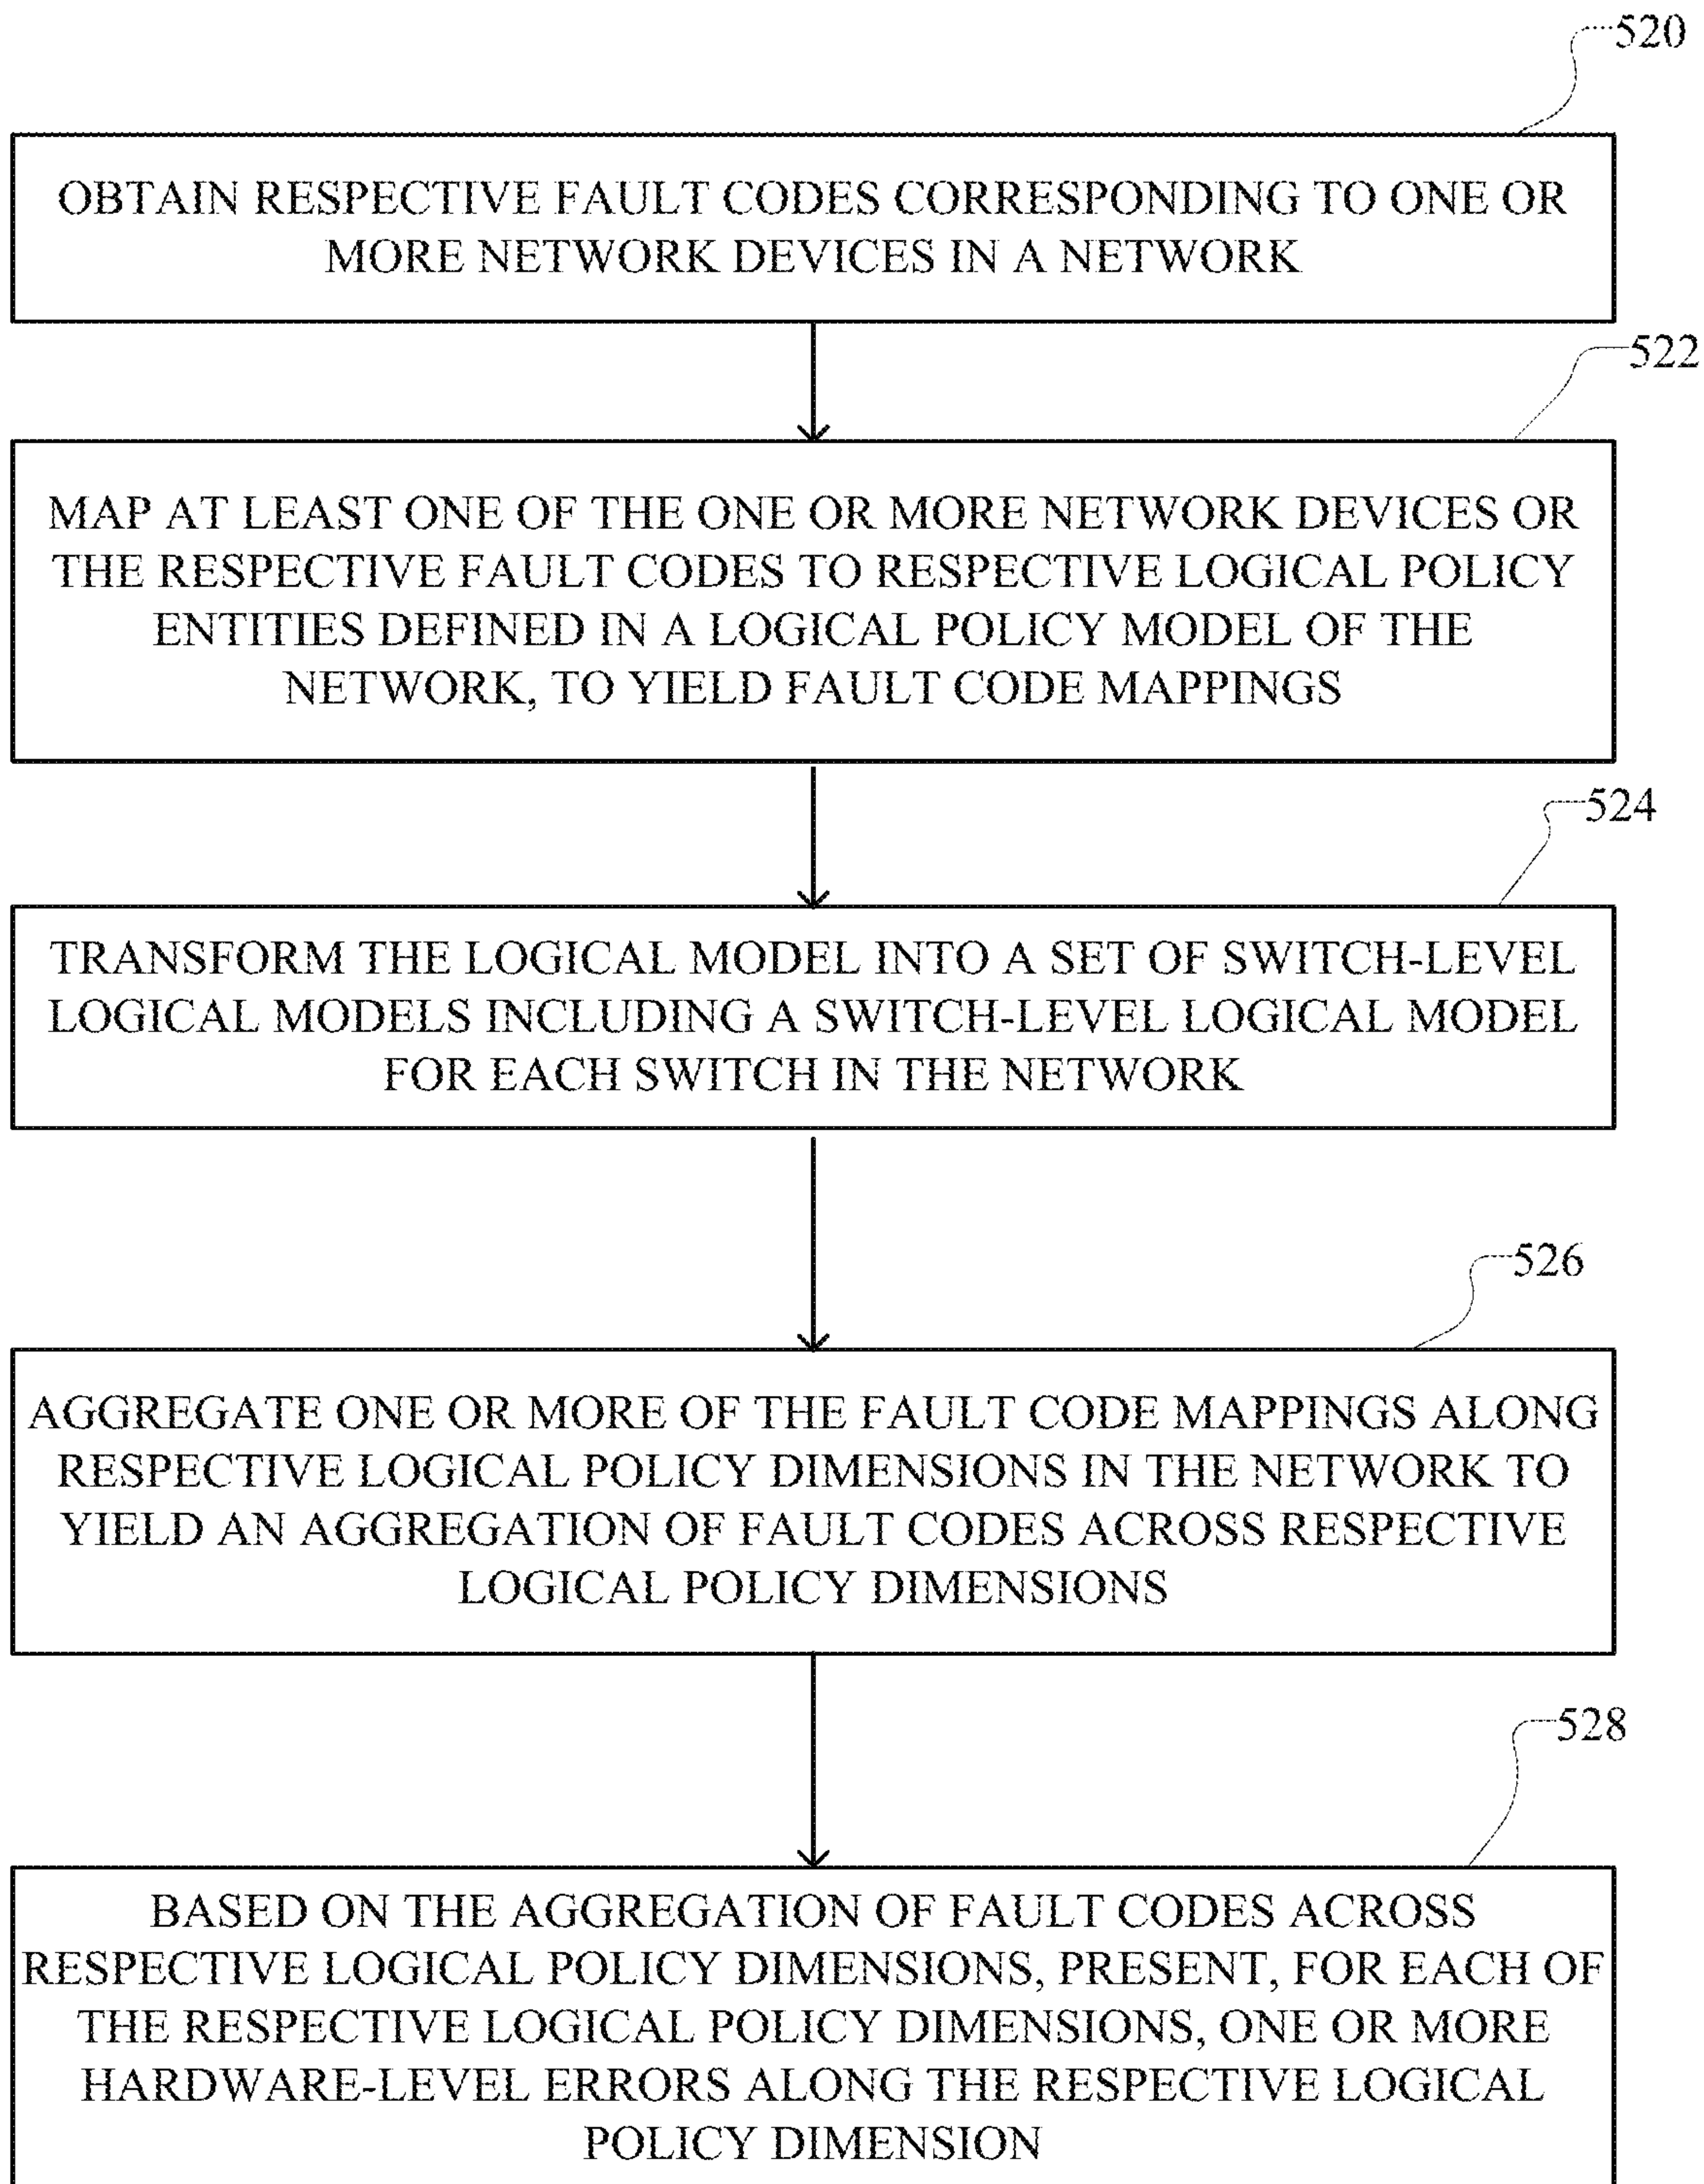 520
OBTAIN RESPECTIVE FAULT CODES CORRESPONDING TO ONE OR
MORE NETWORK DEVICES IN A NETWORK
522
MAP AT LEAST ONE OF THE ONE OR MORE NETWORK DEVICES OR
THE RESPECTIVE FAULT CODES TO RESPECTIVE LOGICAL POLICY
ENTITIES DEFINED IN A LOGICAL POLICY MODEL OF THE
NETWORK, TO YIELD FAULT CODE MAPPINGS
524
TRANSFORM THE LOGICAL MODEL INTO A SET OF SWITCH-LEVEL
LOGICAL MODELS INCLUDING A SWITCH-LEVEL LOGICAL MODEL
FOR EACH SWITCH IN THE NETWORK
526
AGGREGATE ONE OR MORE OF THE FAULT CODE MAPPINGS ALONG
RESPECTIVE LOGICAL POLICY DIMENSIONS IN THE NETWORK TO
YIELD AN AGGREGATION OF FAULT CODES ACROSS RESPECTIVE
LOGICAL POLICY DIMENSIONS
528
BASED ON THE AGGREGATION OF FAULT CODES ACROSS
RESPECTIVE LOGICAL POLICY DIMENSIONS, PRESENT, FOR EACH OF
THE RESPECTIVE LOGICAL POLICY DIMENSIONS, ONE OR MORE
HARDWARE-LEVEL ERRORS ALONG THE RESPECTIVE LOGICAL
POLICY DIMENSION